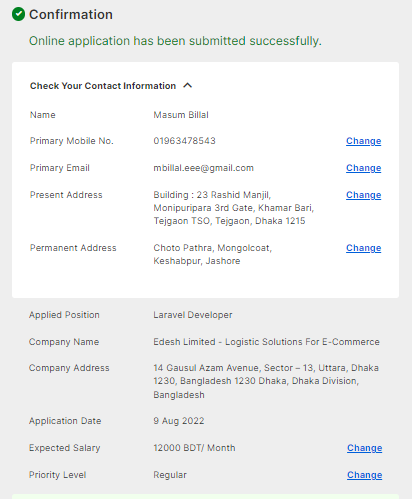 Confirmation
Online application has been submitted successfully.
Check Your Contact Information
Name Masum Billal
Primary Mobile No. 01963478543 Change
Primary Email mbillal.eee@gmail.com Change
Present Address Building : 23 Rashid Manjil, Change
Monipuripara 3rd Gate, Khamar Bari,
Tejgaon TSO, Tejgaon, Dhaka 1215
Permanent Address Choto Pathra, Mongolcoat, Change
Keshabpur, Jashore
Applied Position Laravel Developer
Company Name Edesh Limited - Logistic Solutions For E-Commerce
Company Address 14 Gausul Azam Avenue, Sector – 13, Uttara, Dhaka
1230, Bangladesh 1230 Dhaka, Dhaka Division,
Bangladesh
Application Date 9 Aug 2022
Expected Salary 12000 BDT/ Month Change
Priority Level Regular Change